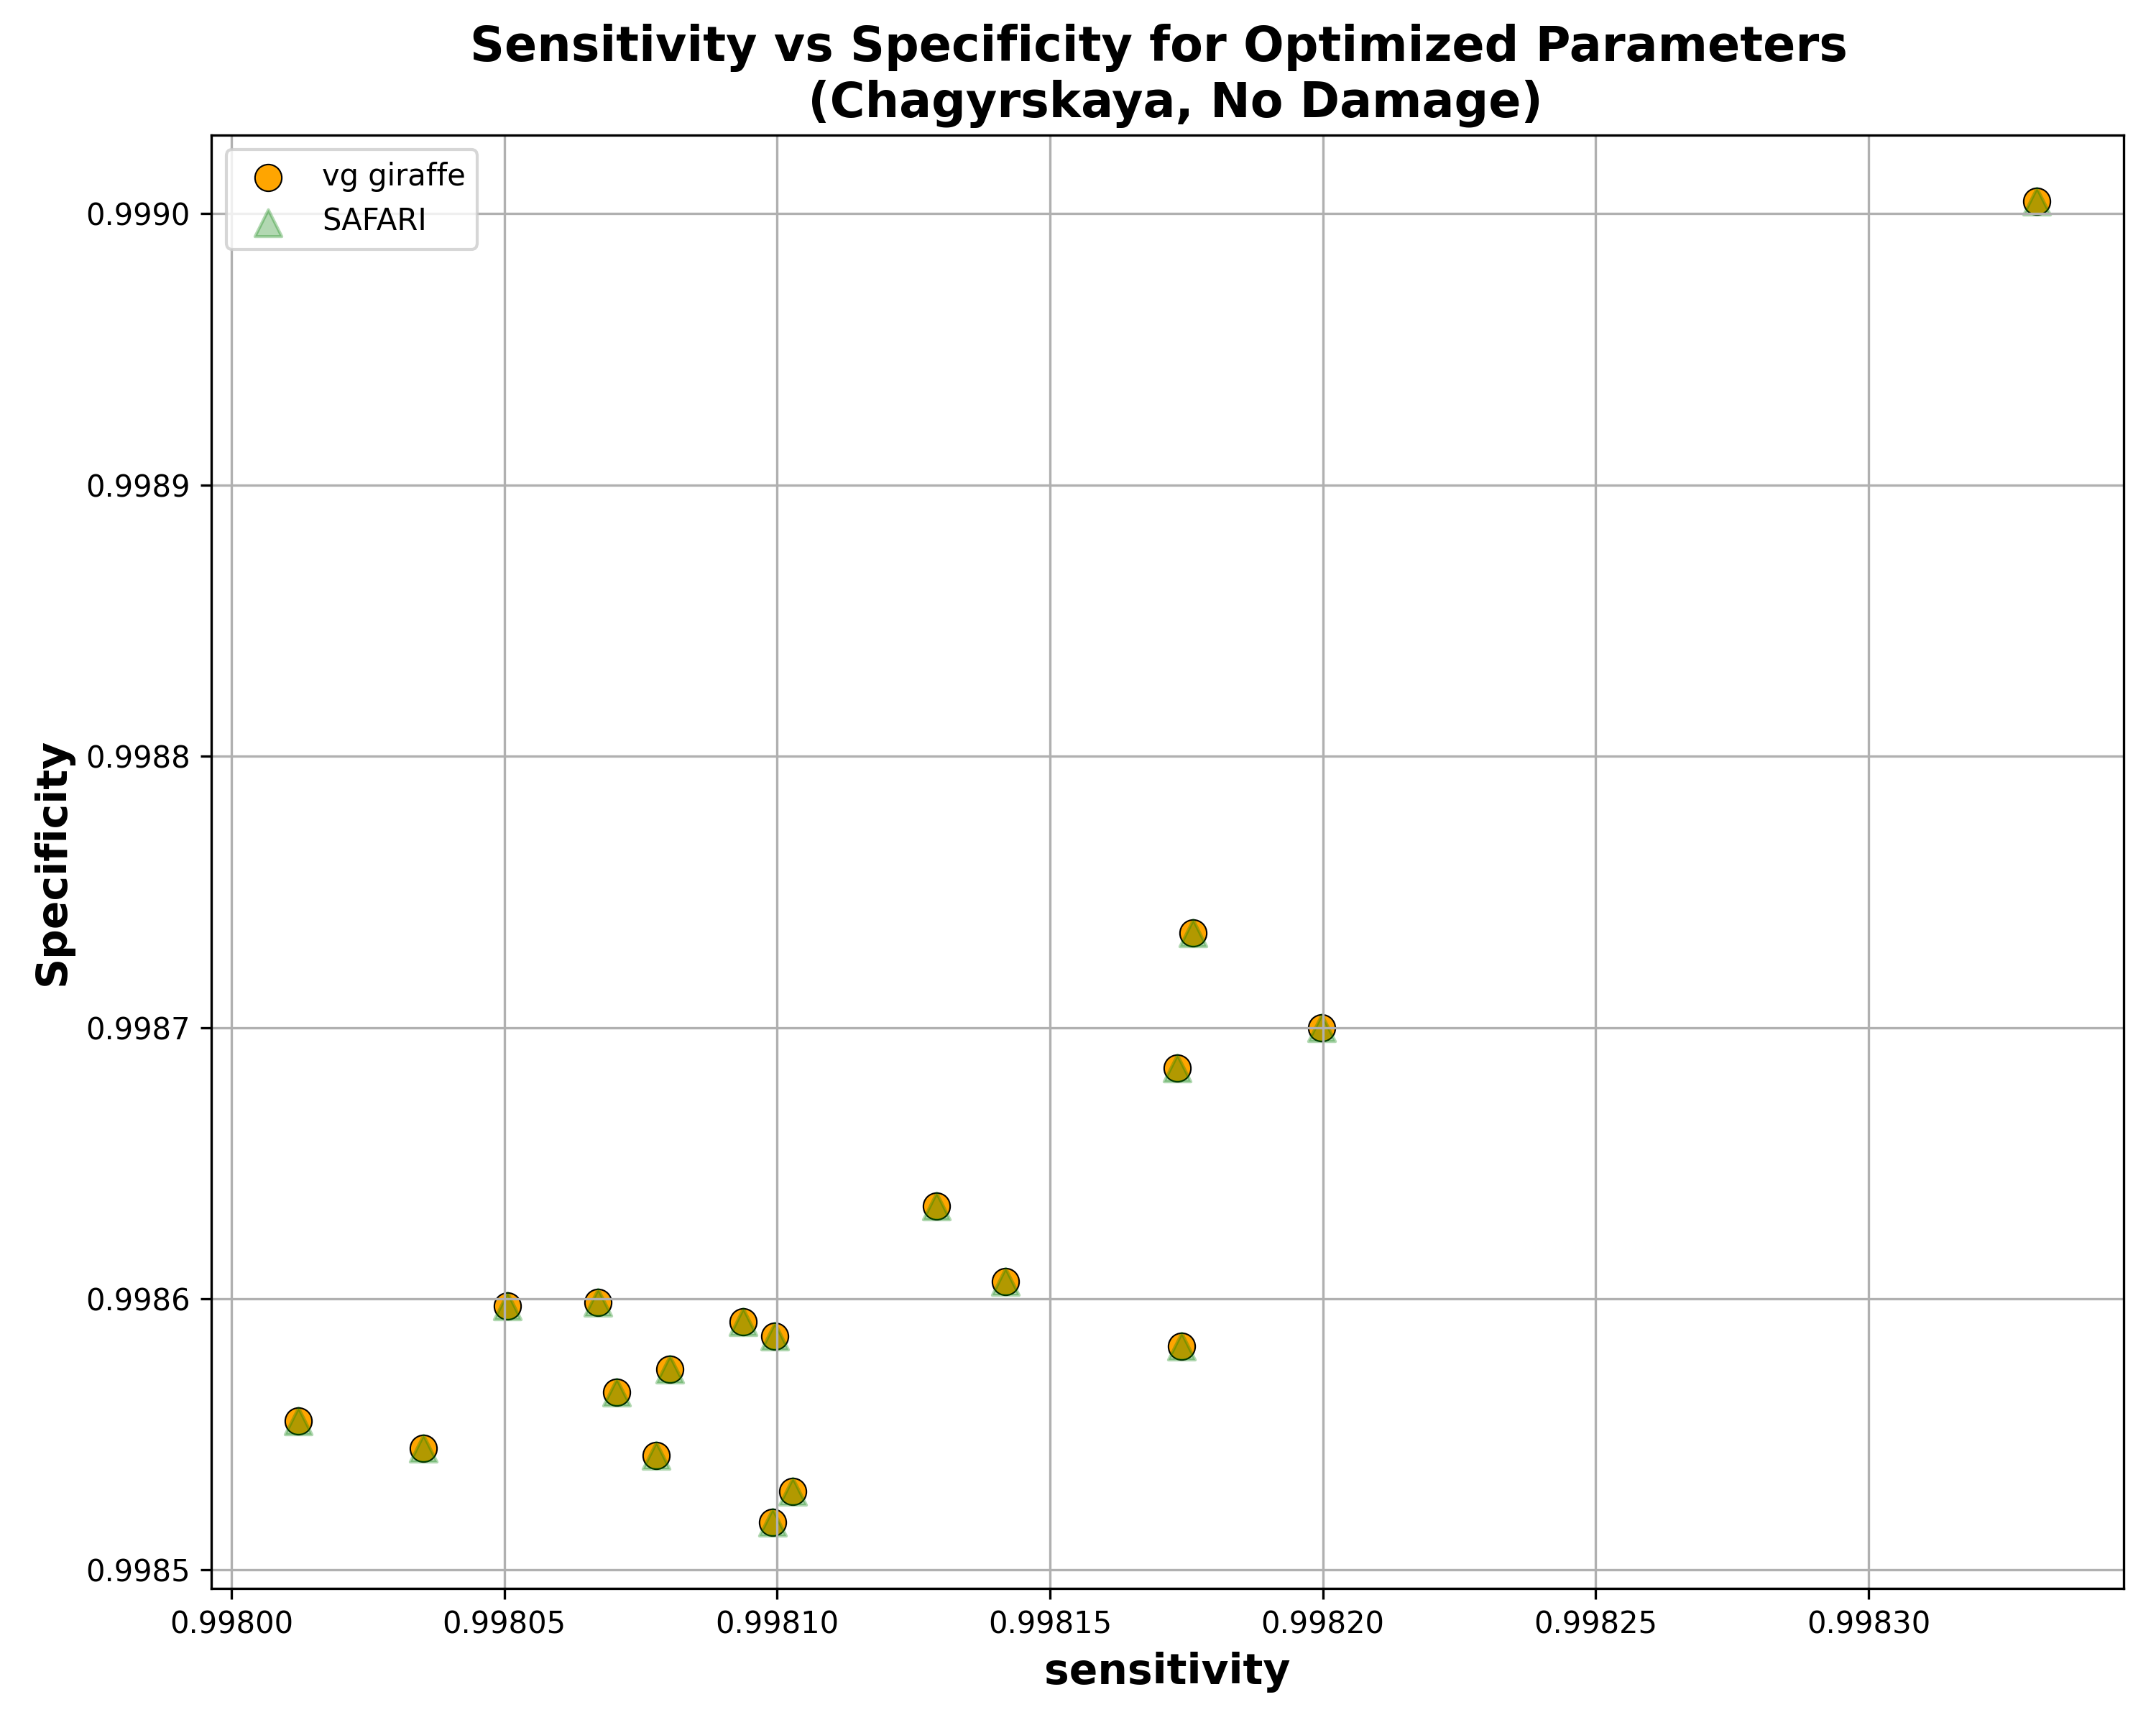 Sensitivity vs Specificity for Optimized Parameters
(Chagyrskaya, No Damage)
vg giraffe
SAFARI
0.9990
0.9989
0.9988
0.9987
0.9986
0.9985
Specificity
0.99800 0.99805 0.99810 0.99815 0.99820 0.99825 0.99830
sensitivity